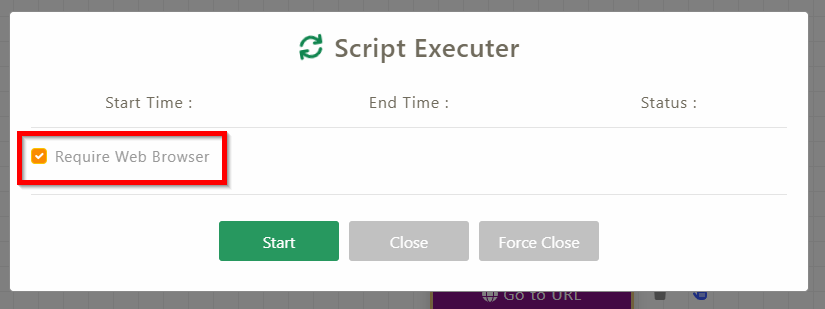 Script Executer
Start Time : End Time : Status :
Require Web Browser
Start Close Force Close
Go to URL